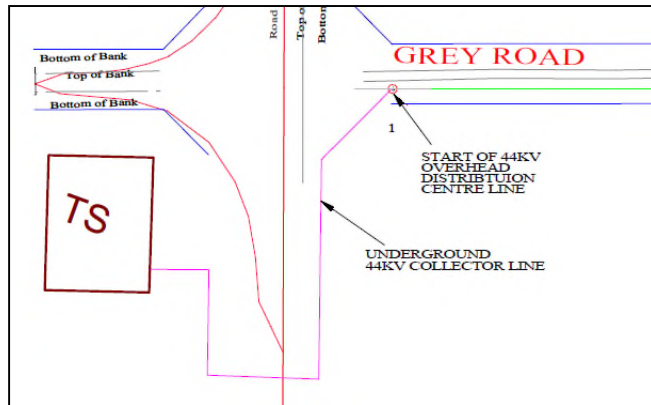 Bottom of Bank
Top of Bank
Bottom of Bank
Road
Top o
Bottom
GREY ROAD
1
START OF 44KV
OVERHEAD
DISTRIBTUION
CENTRE LINE
TS
UNDERGROUND
44KV COLLECTOR LINE